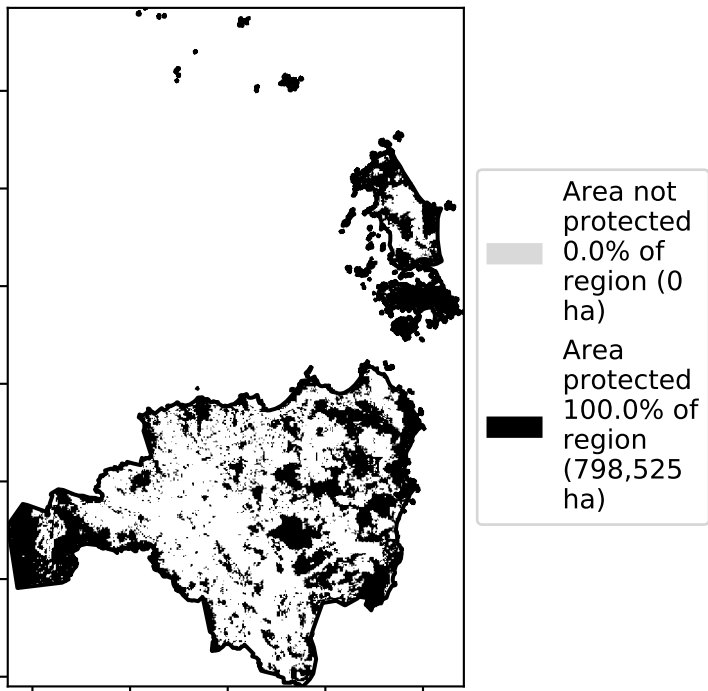 Area not
protected
0.0% of
region (0
ha)
Area
protected
100.0% of
region
(798,525
ha)